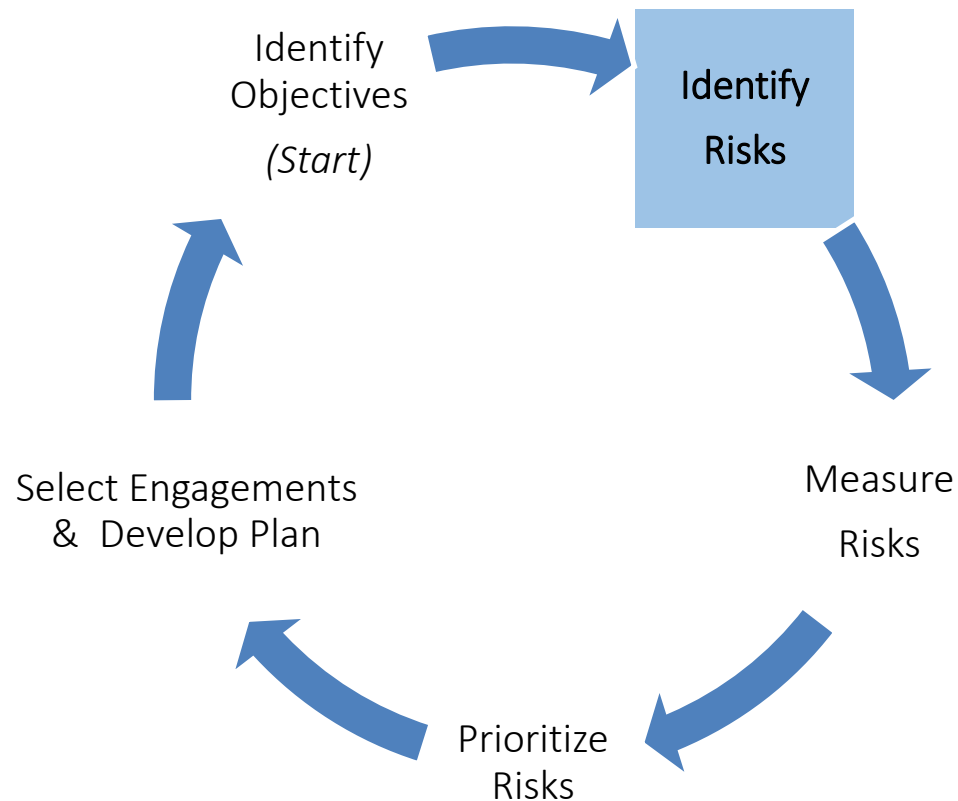 Identify
Objectives
(Start)
Identify
Risks
Measure
Risks
Prioritize
Risks
Select Engagements
& Develop Plan